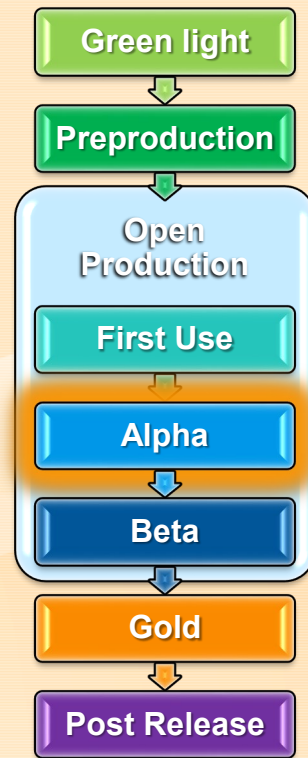 Green light
Preproduction
Open
Production
First Use
Alpha
Beta
Gold
Post Release